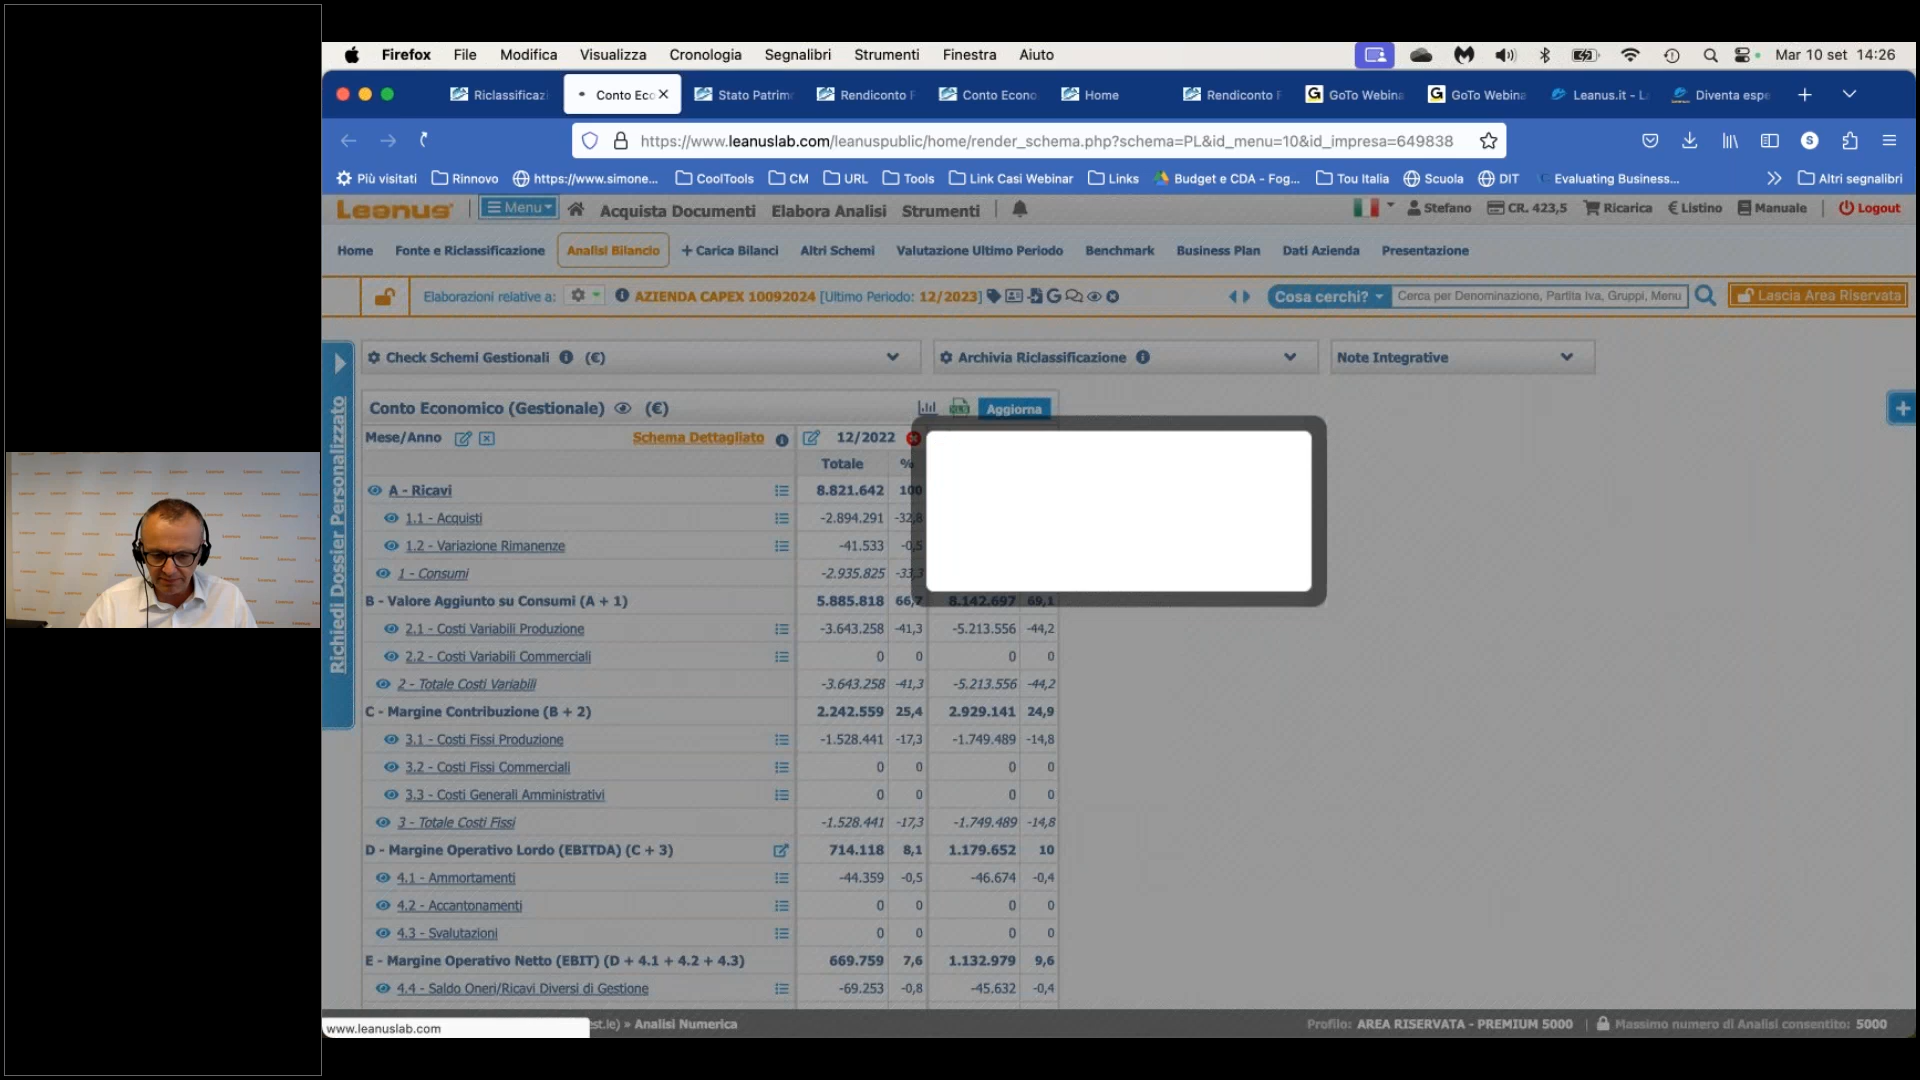 Firefox File Modifica Visualizza Cronologia Segnalibri Strumenti Finestra Aiuto Mar 10 set 14:26
Riclassificaz Conto Eco Stato Patrim Rendiconto F Conto Econo Home Rendiconto F GoTo Webina GoTo Webina Leanus.it - L Diventa espe
https://www.leanuslab.com/leanuspublic/home/render_schema.php?schema=PL&id_menu=10&id_impresa=649838
Più visitati Rinnovo https://www.simone... CoolTools CM URL Tools Link Casi Webinar Links Budget e CDA - Fog... Tou Italia Scuola DIT Evaluating Business... Altri segnalibri
Leanus Menu Acquista Documenti Elabora Analisi Strumenti Stefano CR. 423,5 Ricarica € Listino Manuale Logout
Home Fonte e Riclassificazione Analisi Bilancio + Carica Bilanci Altri Schemi Valutazione Ultimo Periodo Benchmark Business Plan Dati Azienda Presentazione
Elaborazioni relative a: AZIENDA CAPEX 10092024 [Ultimo Periodo: 12/2023] Cosa cerchi? Cerca per Denominazione, Partita Iva, Gruppi, Menu Lascia Area Riservata
Richiedi Dossier Personalizzato
Check Schemi Gestionali (€) Archivia Riclassificazione Note Integrative
Conto Economico (Gestionale) (€) Aggiorna
Mese/Anno Schema Dettagliato 12/2022
Totale %
A - Ricavi 8.821.642 100
1.1 - Acquisti -2.894.291 -32,8
1.2 - Variazione Rimanenze -41.533 -0,5
1 - Consumi -2.935.825 -33,3
B - Valore Aggiunto su Consumi (A + 1) 5.885.818 66,7 8.142.697 69,1
2.1 - Costi Variabili Produzione -3.643.258 -41,3 -5.213.556 -44,2
2.2 - Costi Variabili Commerciali 0 0 0 0
2 - Totale Costi Variabili -3.643.258 -41,3 -5.213.556 -44,2
C - Margine Contribuzione (B + 2) 2.242.559 25,4 2.929.141 24,9
3.1 - Costi Fissi Produzione -1.528.441 -17,3 -1.749.489 -14,8
3.2 - Costi Fissi Commerciali 0 0 0 0
3.3 - Costi Generali Amministrativi 0 0 0 0
3 - Totale Costi Fissi -1.528.441 -17,3 -1.749.489 -14,8
D - Margine Operativo Lordo (EBITDA) (C + 3) 714.118 8,1 1.179.652 10
4.1 - Ammortamenti -44.359 -0,5 -46.674 -0,4
4.2 - Accantonamenti 0 0 0 0
4.3 - Svalutazioni 0 0 0 0
E - Margine Operativo Netto (EBIT) (D + 4.1 + 4.2 + 4.3) 669.759 7,6 1.132.979 9,6
4.4 - Saldo Oneri/Ricavi Diversi di Gestione -69.253 -0,8 -45.632 -0,4
www.leanuslab.com est.le) » Analisi Numerica Profilo: AREA RISERVATA - PREMIUM 5000 | Massimo numero di Analisi consentito: 5000